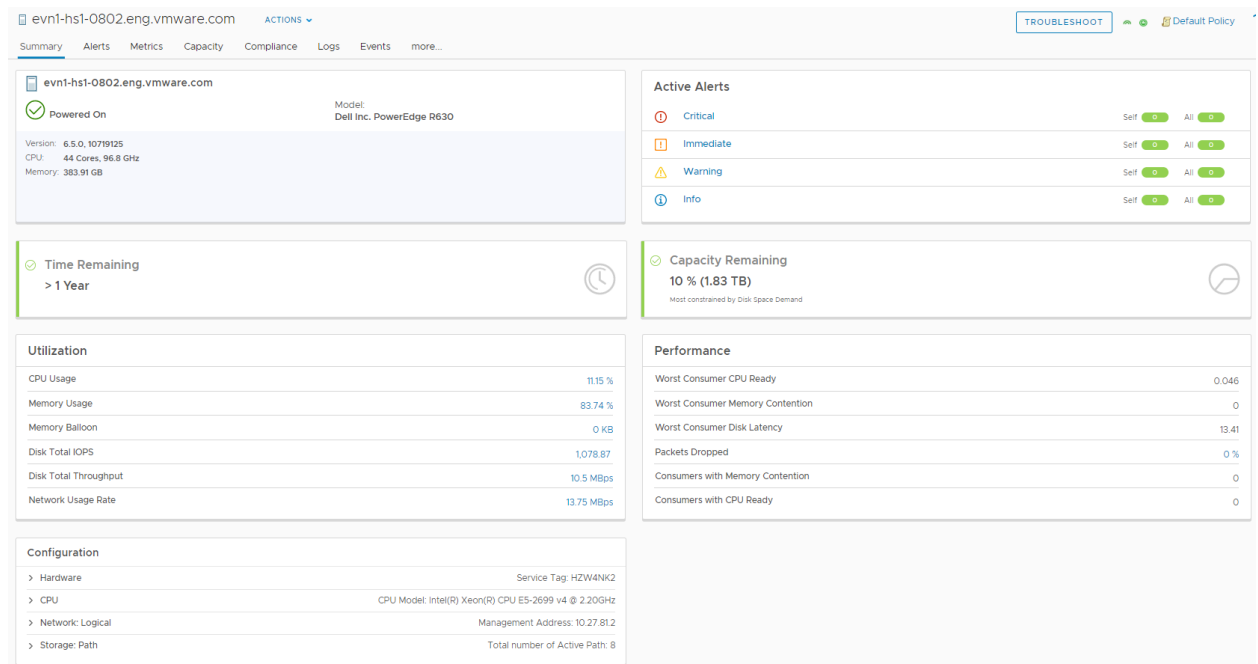 evn1-hs1-0802.eng.vmware.com ACTIONS TROUBLESHOOT Default Policy
Summary Alerts Metrics Capacity Compliance Logs Events more...
evn1-hs1-0802.eng.vmware.com
Powered On
Model:
Dell Inc. PowerEdge R630
Version: 6.5.0, 10719125
CPU: 44 Cores, 96.8 GHz
Memory: 383.91 GB
Active Alerts
Critical Self 0 All 0
Immediate Self 0 All 0
Warning Self 0 All 0
Info Self 0 All 0
Time Remaining
> 1 Year
Capacity Remaining
10 % (1.83 TB)
Most constrained by Disk Space Demand
Utilization
CPU Usage 11.15 %
Memory Usage 83.74 %
Memory Balloon 0 KB
Disk Total IOPS 1,078.87
Disk Total Throughput 10.5 MBps
Network Usage Rate 13.75 MBps
Performance
Worst Consumer CPU Ready 0.046
Worst Consumer Memory Contention 0
Worst Consumer Disk Latency 13.41
Packets Dropped 0 %
Consumers with Memory Contention 0
Consumers with CPU Ready 0
Configuration
> Hardware Service Tag: HZW4NK2
> CPU CPU Model: Intel(R) Xeon(R) CPU E5-2699 v4 @ 2.20GHz
> Network: Logical Management Address: 10.27.81.2
> Storage: Path Total number of Active Path: 8